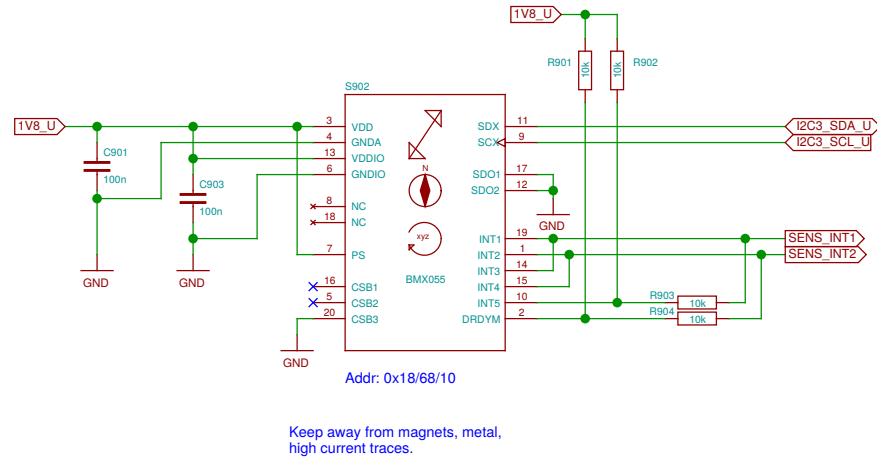 1V8_U
R901
10k
10k
R902
S902
1V8_U
C901
100n
C903
100n
GND
GND
GND
3
VDD
4
GNDA
13
VDDIO
6
GNDIO
8
NC
18
NC
7
PS
16
CSB1
5
CSB2
20
CSB3
N
xyz
BMX055
SDX
11
SCX
9
SDO1
17
SDO2
12
INT1
19
INT2
1
INT3
14
INT4
15
INT5
10
DRDYM
2
GND
I2C3_SDA_U
I2C3_SCL_U
SENS_INT1
SENS_INT2
R903
10k
R904
10k
Addr: 0x18/68/10
Keep away from magnets, metal,
high current traces.